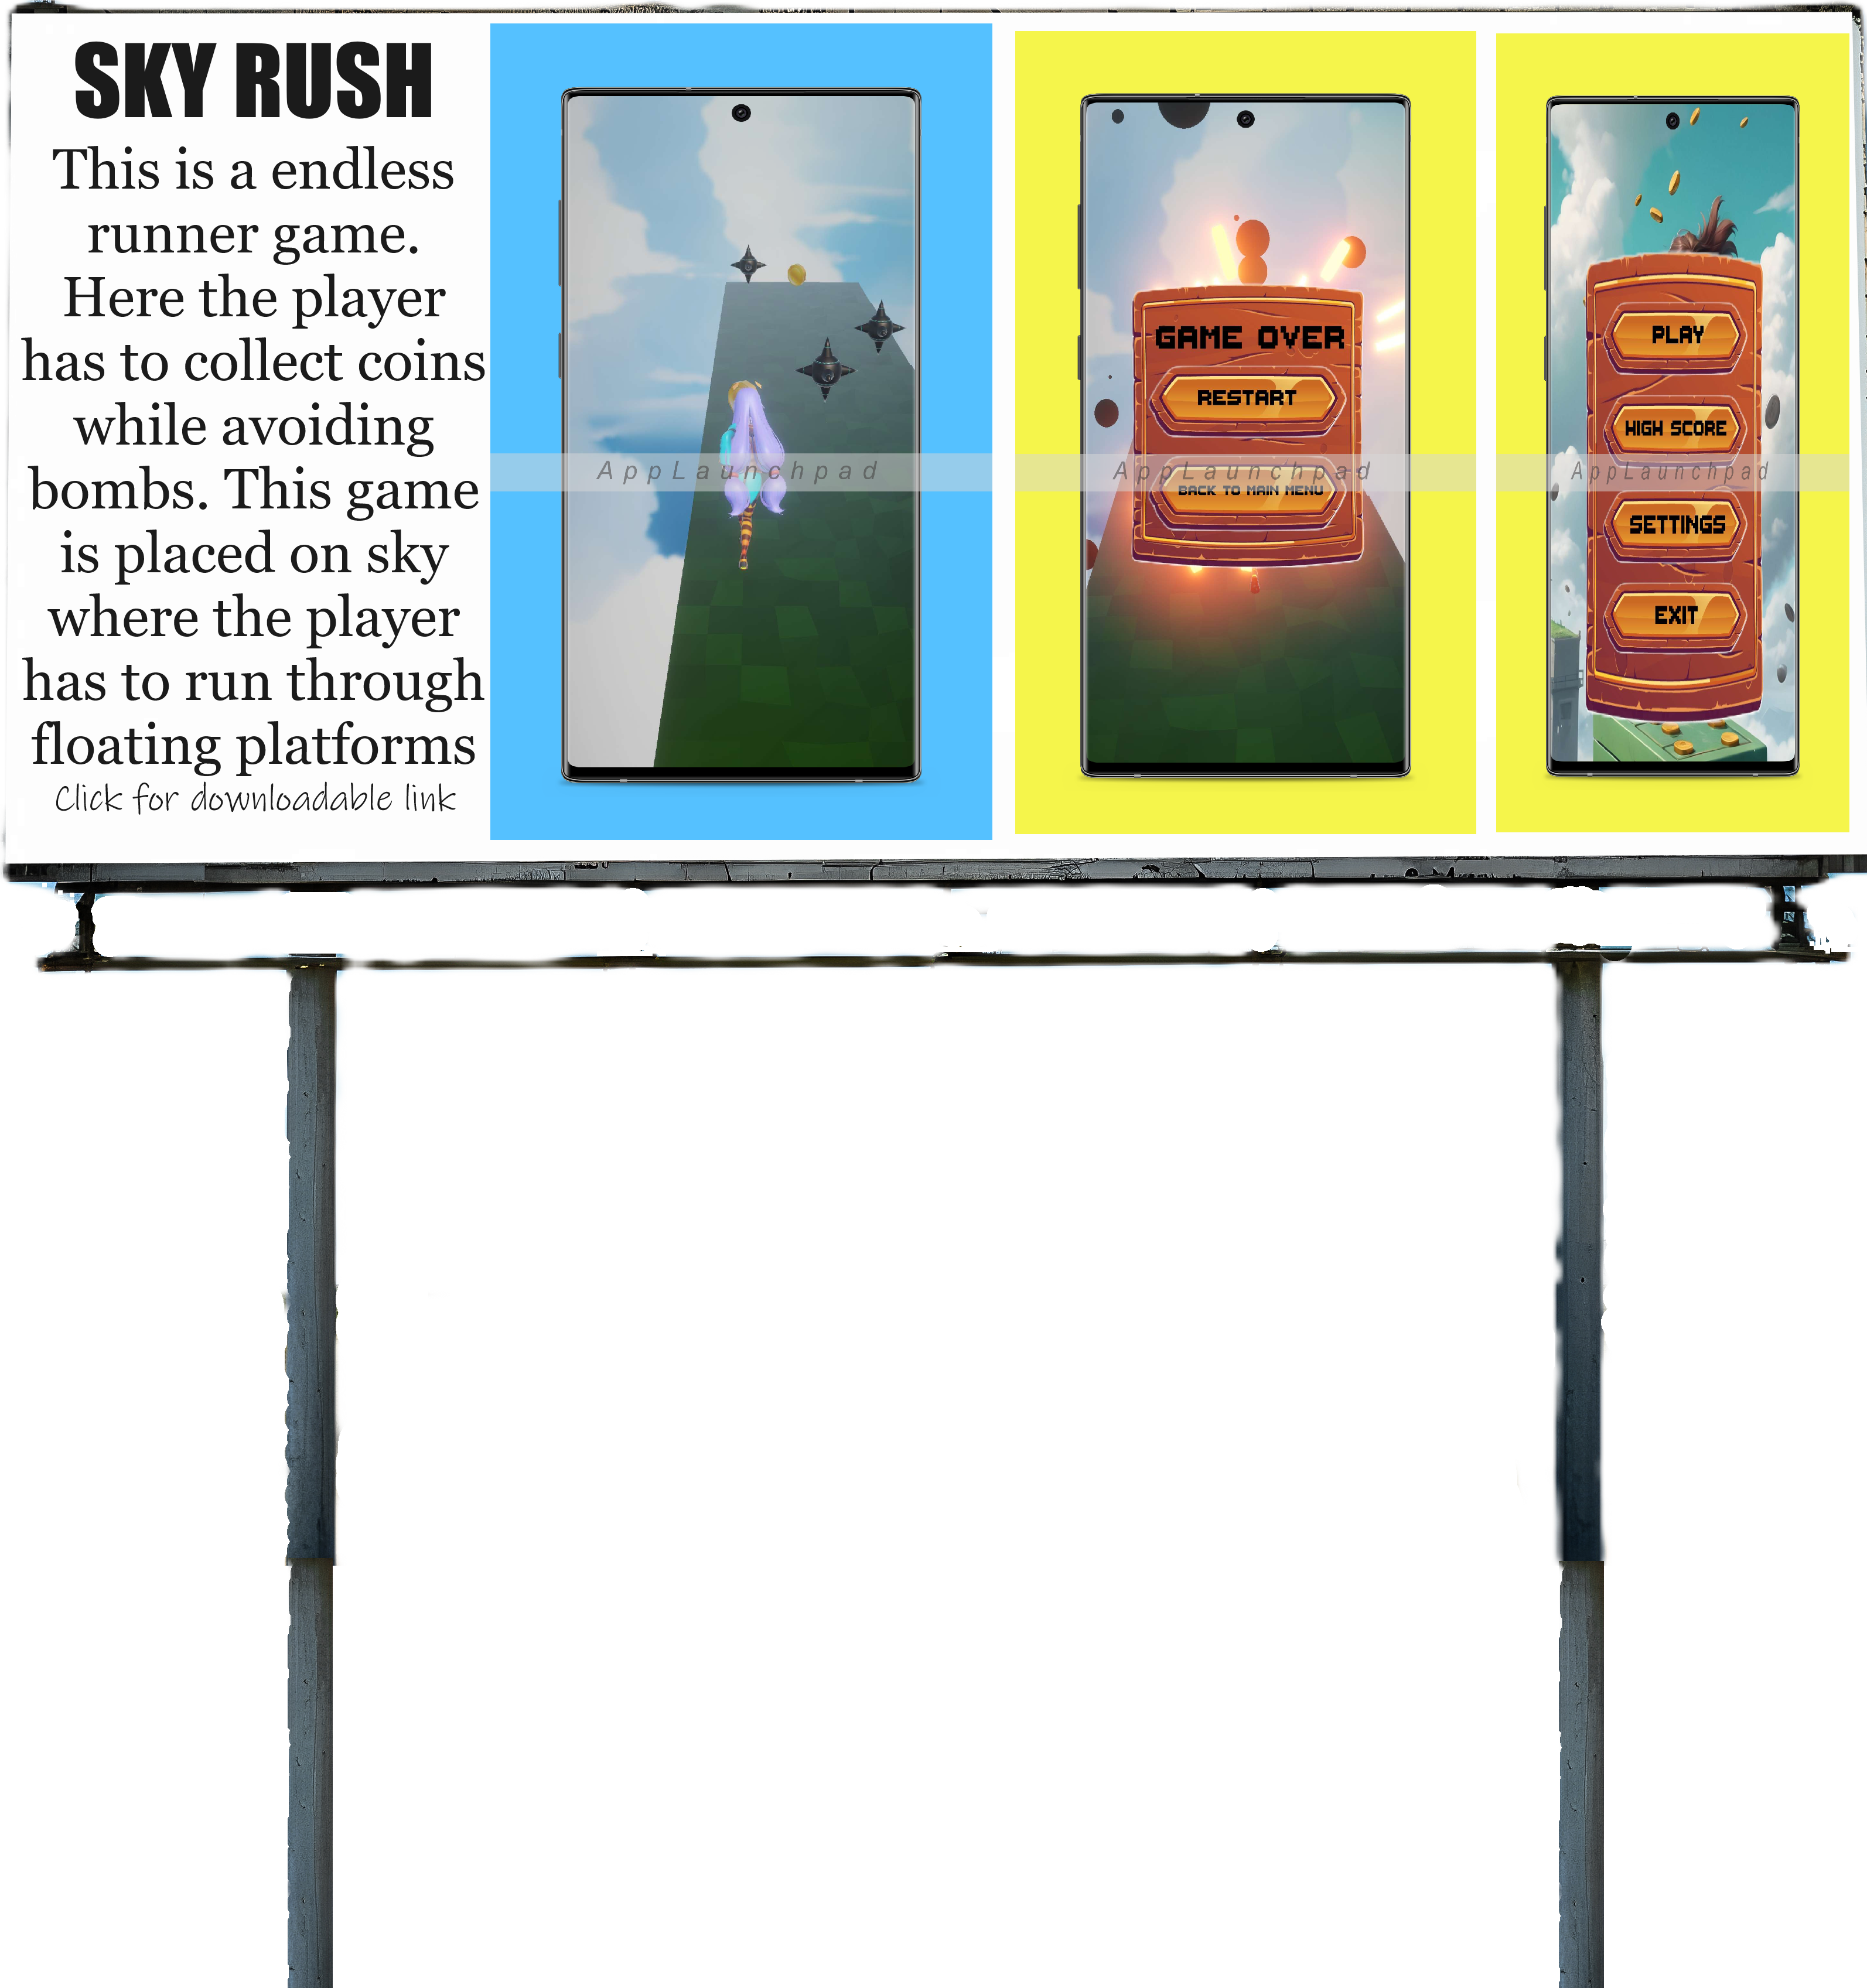 SKY RUSH
This is a endless
runner game.
Here the player
has to collect coins
while avoiding
bombs. This game
is placed on sky
where the player
has to run through
floating platforms
Click for downloadable link
AppLaunchpad
GAME OVER
RESTART
AppLaunchpad
BACK TO MAIN MENU
PLAY
HIGH SCORE
AppLaunchpad
SETTINGS
EXIT